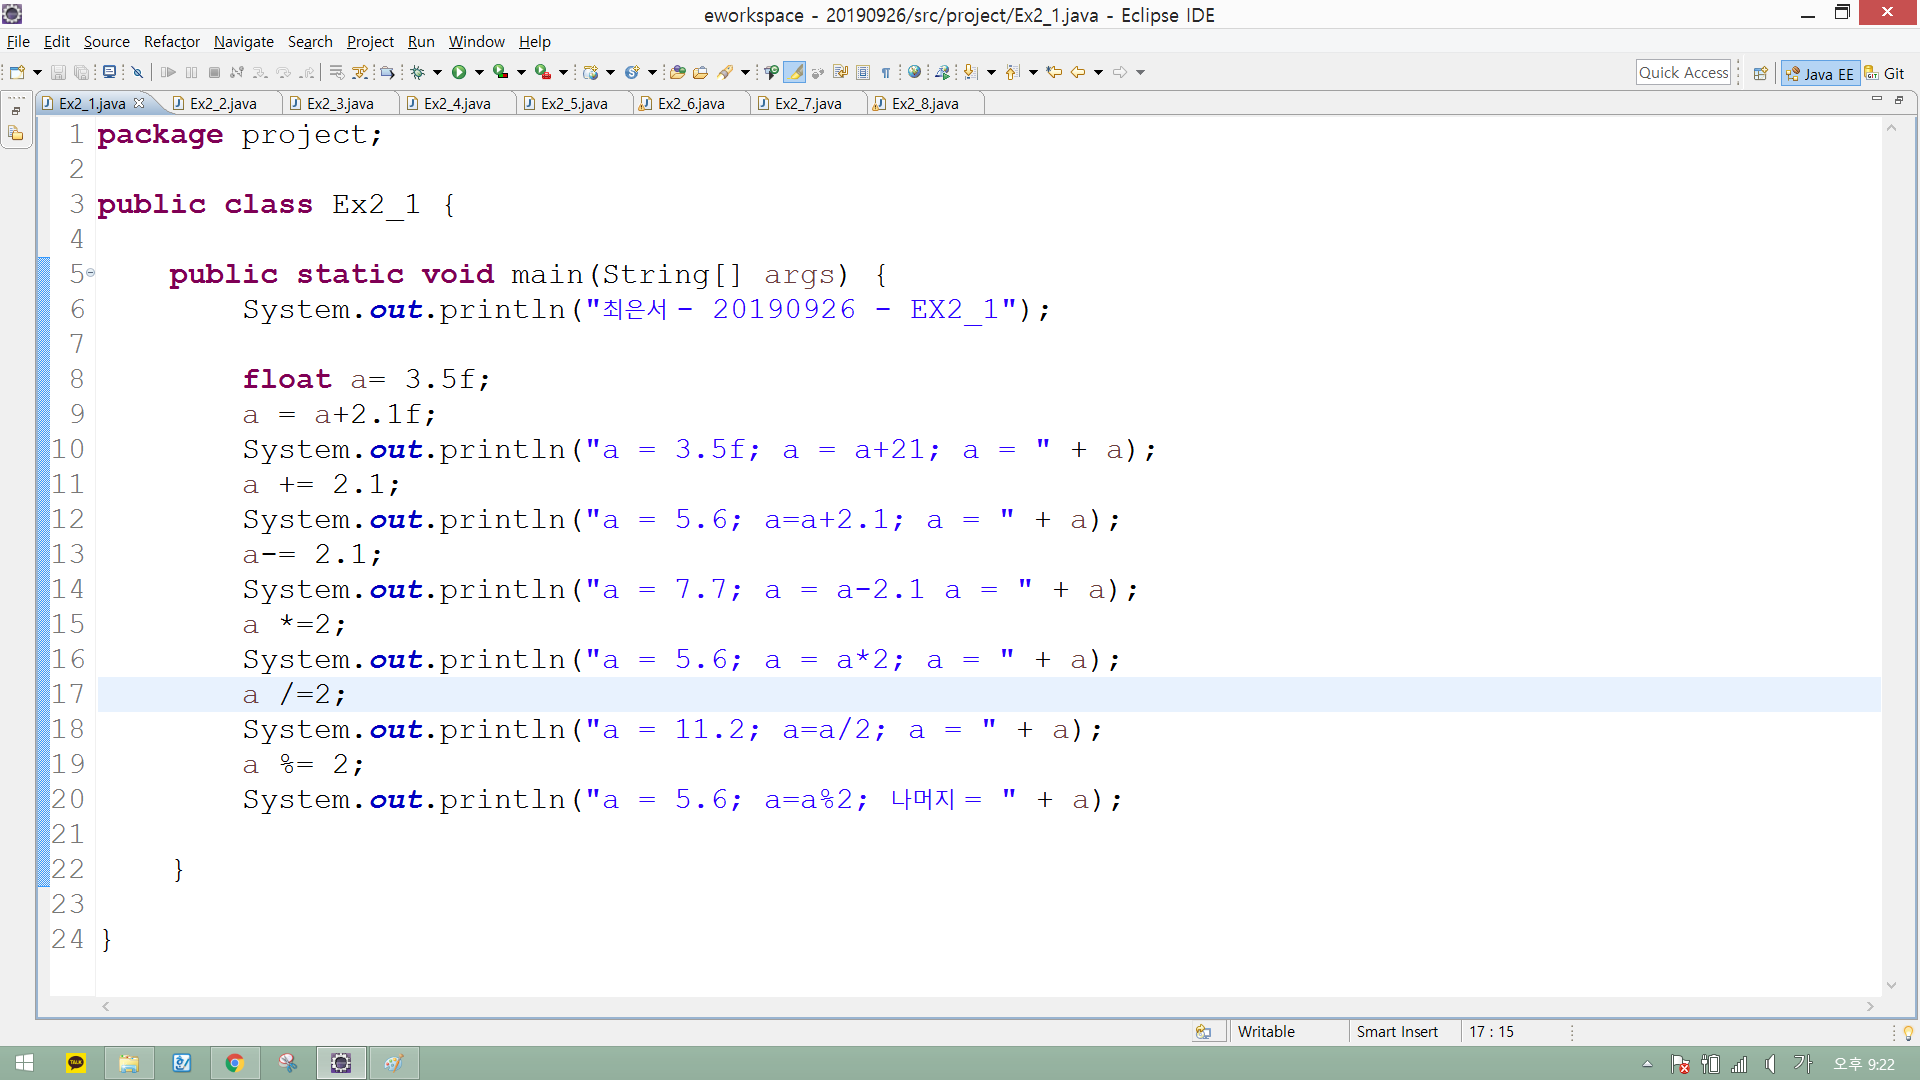 eworkspace - 20190926/src/project/Ex2_1.java - Eclipse IDE
File Edit Source Refactor Navigate Search Project Run Window Help
Quick Access Java EE Git
Ex2_1.java Ex2_2.java Ex2_3.java Ex2_4.java Ex2_5.java Ex2_6.java Ex2_7.java Ex2_8.java
1 package project;
2
3 public class Ex2_1 {
4
5 public static void main(String[] args) {
6 System.out.println("최은서 - 20190926 - EX2_1");
7
8 float a= 3.5f;
9 a = a+2.1f;
10 System.out.println("a = 3.5f; a = a+21; a = " + a);
11 a += 2.1;
12 System.out.println("a = 5.6; a=a+2.1; a = " + a);
13 a-= 2.1;
14 System.out.println("a = 7.7; a = a-2.1 a = " + a);
15 a *=2;
16 System.out.println("a = 5.6; a = a*2; a = " + a);
17 a /=2;
18 System.out.println("a = 11.2; a=a/2; a = " + a);
19 a %= 2;
20 System.out.println("a = 5.6; a=a%2; 나머지 = " + a);
21
22 }
23
24 }
Writable Smart Insert 17 : 15
TALK 가 오후 9:22